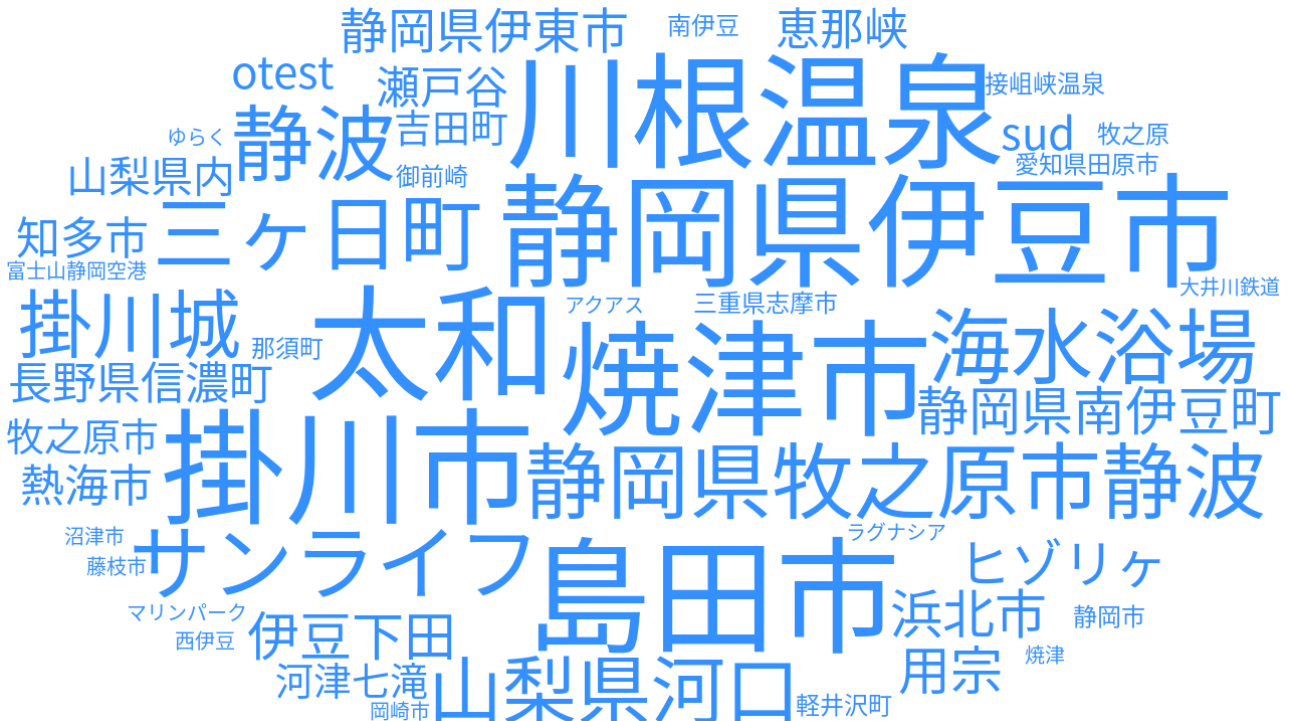 静岡県伊東市
南伊豆
恵那峡
otest
瀬戸谷
川根温泉
接岨峡温泉
ゆらく
静波
吉田町
sud
牧之原
山梨県内
御前崎
愛知県田原市
知多市
三ヶ日町
静岡県伊豆市
富士山静岡空港
大井川鉄道
掛川城
太和
アクアス
三重県志摩市
海水浴場
那須町
焼津市
長野県信濃町
静岡県南伊豆町
牧之原市
掛川市
静岡県牧之原市静波
熱海市
沼津市
サンライフ
ラグナシア
藤枝市
島田市
ヒゾリヶ
マリンパーク
浜北市
静岡市
西伊豆
伊豆下田
用宗
焼津
河津七滝
山梨県河口
軽井沢町
岡崎市